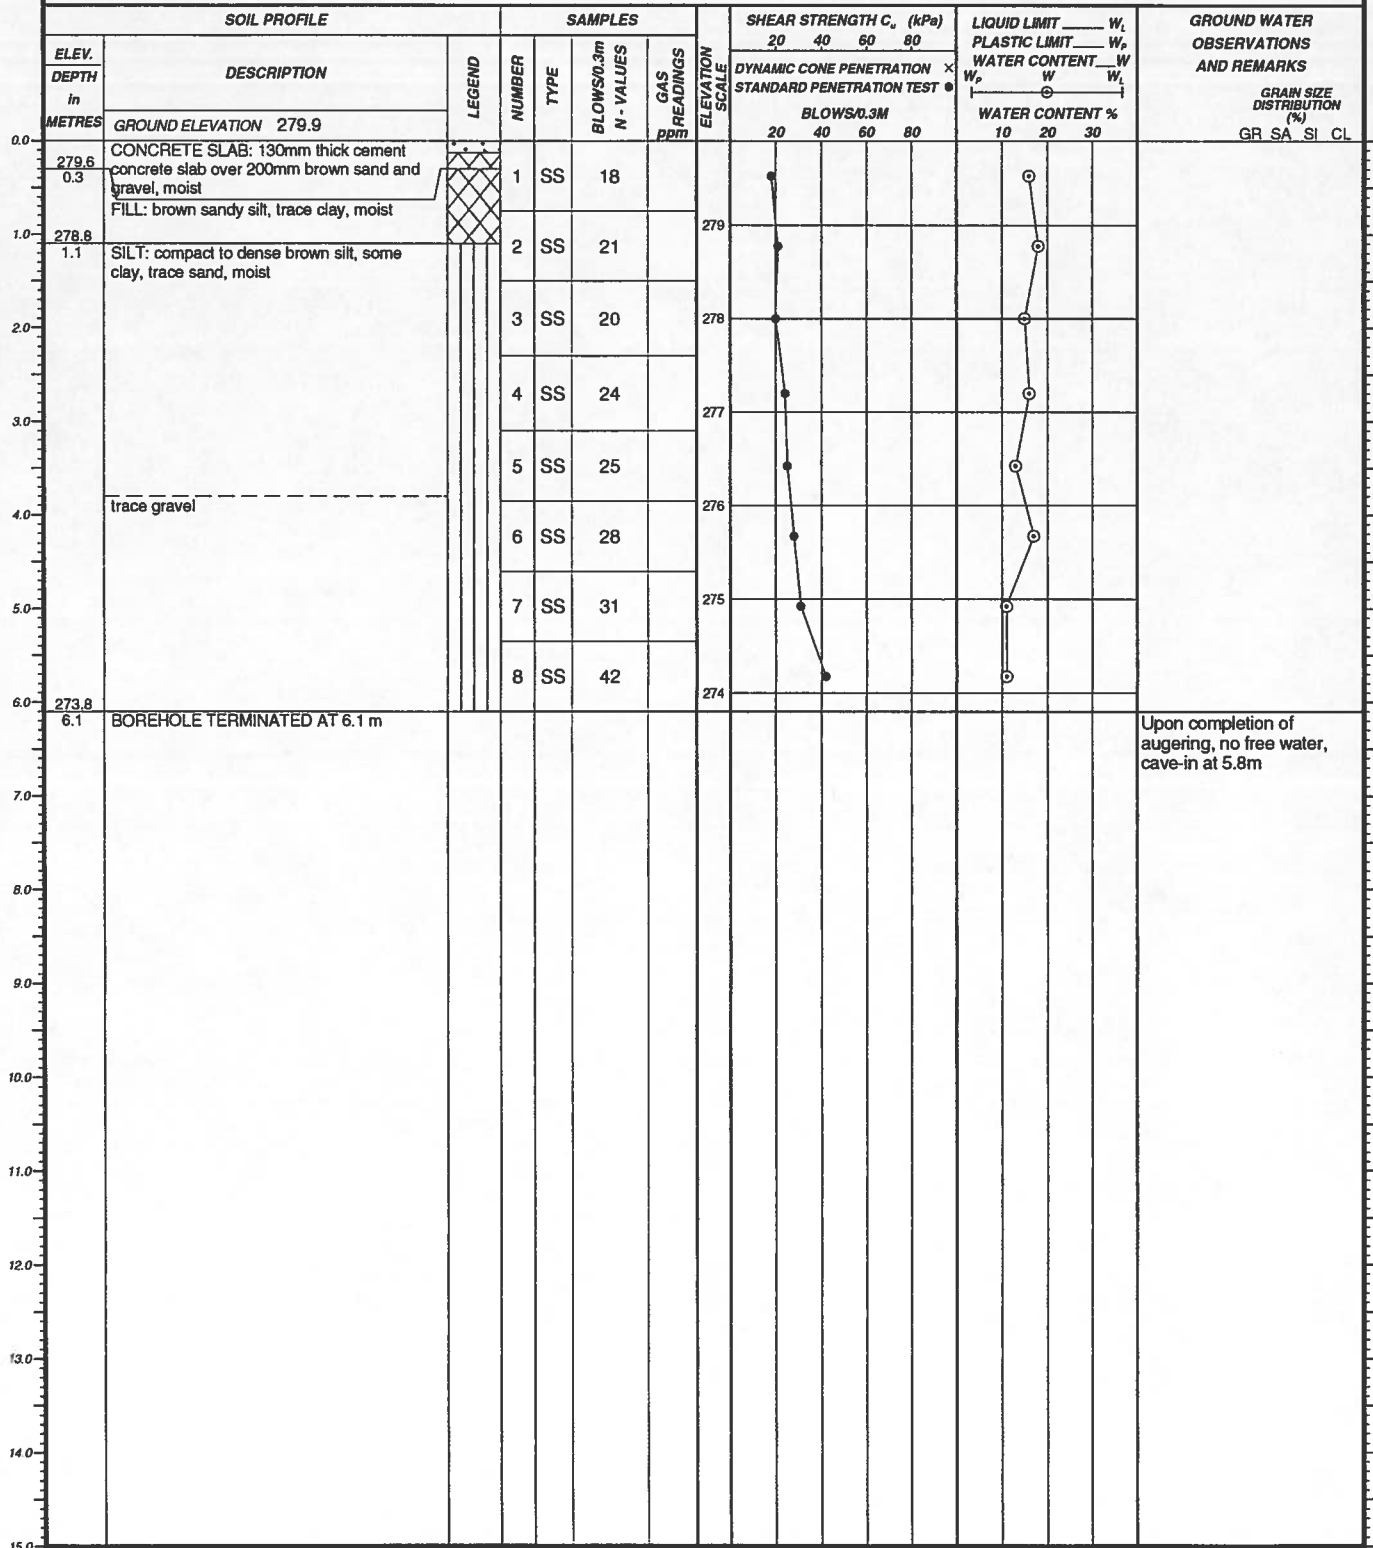 SOIL PROFILE
SAMPLES
SHEAR STRENGTH Cu (kPa)
20 40 60 80
DYNAMIC CONE PENETRATION ×
STANDARD PENETRATION TEST ●
BLOWS/0.3M
20 40 60 80
LIQUID LIMIT WL
PLASTIC LIMIT WP
WATER CONTENT W
WP W WL
WATER CONTENT %
10 20 30
GROUND WATER
OBSERVATIONS
AND REMARKS
GRAIN SIZE
DISTRIBUTION
(%)
GR SA SI CL
ELEV.
DEPTH
in
METRES
DESCRIPTION
GROUND ELEVATION 279.9
LEGEND
NUMBER
TYPE
BLOWS/0.3m
N - VALUES
GAS
READINGS
ppm
ELEVATION
SCALE
0.0
279.6
0.3
CONCRETE SLAB: 130mm thick cement
concrete slab over 200mm brown sand and
gravel, moist
FILL: brown sandy silt, trace clay, moist
1 SS 18
279
1.0
278.8
1.1
SILT: compact to dense brown silt, some
clay, trace sand, moist
2 SS 21
2.0
3 SS 20
278
4 SS 24
277
3.0
5 SS 25
trace gravel
276
4.0
6 SS 28
275
5.0
7 SS 31
8 SS 42
274
6.0
273.8
6.1
BOREHOLE TERMINATED AT 6.1 m
Upon completion of
augering, no free water,
cave-in at 5.8m
7.0
8.0
9.0
10.0
11.0
12.0
13.0
14.0
15.0